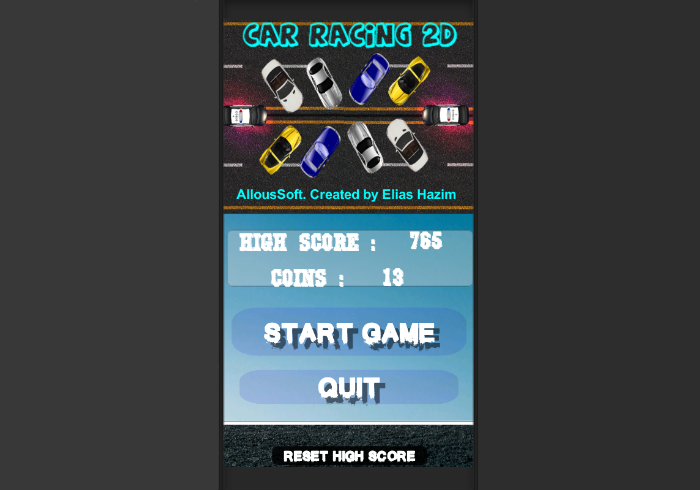 CAR RACING 2D
AllousSoft. Created by Elias Hazim
HIGH SCORE : 765
COINS : 13
START GAME
QUIT
RESET HIGH SCORE